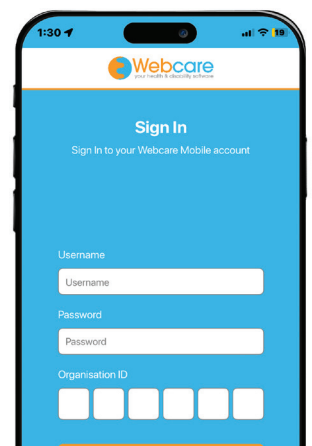 1:30
19
Webcare
your health & disability software
Sign In
Sign In to your Webcare Mobile account
Username
Username
Password
Password
Organisation ID